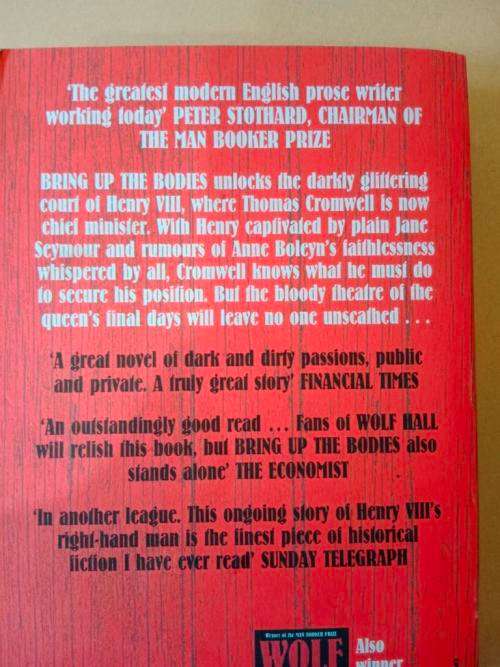 'The greatest modern English prose writer
working today' PETER STOTHARD, CHAIRMAN OF
THE MAN BOOKER PRIZE
BRING UP THE BODIES unlocks the darkly glittering
court of Henry VIII, where Thomas Cromwell is now
chief minister. With Henry captivated by plain Jane
Seymour and rumours of Anne Boleyn's faithlessness
whispered by all, Cromwell knows what he must do
to secure his position. But the bloody theatre of the
queen's final days will leave no one unscathed . . .
'A great novel of dark and dirty passions, public
and private. A truly great story' FINANCIAL TIMES
'An outstandingly good read ... Fans of WOLF HALL
will relish this book, but BRING UP THE BODIES also
stands alone' THE ECONOMIST
'In another league. This ongoing story of Henry VIII's
right-hand man is the finest piece of historical
fiction I have ever read' SUNDAY TELEGRAPH
Winner of the MAN BOOKER PRIZE
WOLF
Also
winner